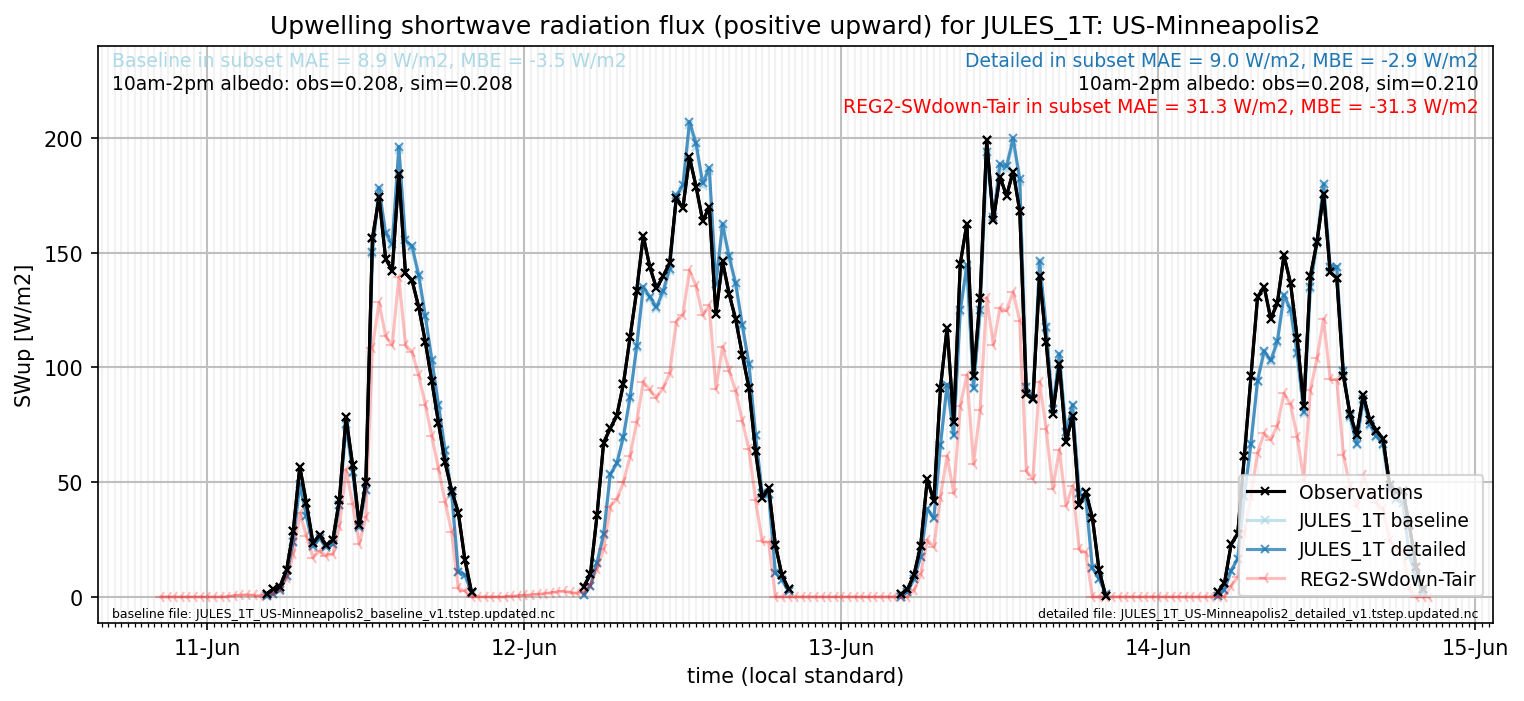 Upwelling shortwave radiation flux (positive upward) for JULES_1T: US-Minneapolis2
Baseline in subset MAE = 8.9 W/m2, MBE = -3.5 W/m2
10am-2pm albedo: obs=0.208, sim=0.208
Detailed in subset MAE = 9.0 W/m2, MBE = -2.9 W/m2
10am-2pm albedo: obs=0.208, sim=0.210
REG2-SWdown-Tair in subset MAE = 31.3 W/m2, MBE = -31.3 W/m2
SWup [W/m2]
200
150
100
50
0
Observations
JULES_1T baseline
JULES_1T detailed
REG2-SWdown-Tair
baseline file: JULES_1T_US-Minneapolis2_baseline_v1.tstep.updated.nc
detailed file: JULES_1T_US-Minneapolis2_detailed_v1.tstep.updated.nc
11-Jun
12-Jun
13-Jun
14-Jun
15-Jun
time (local standard)